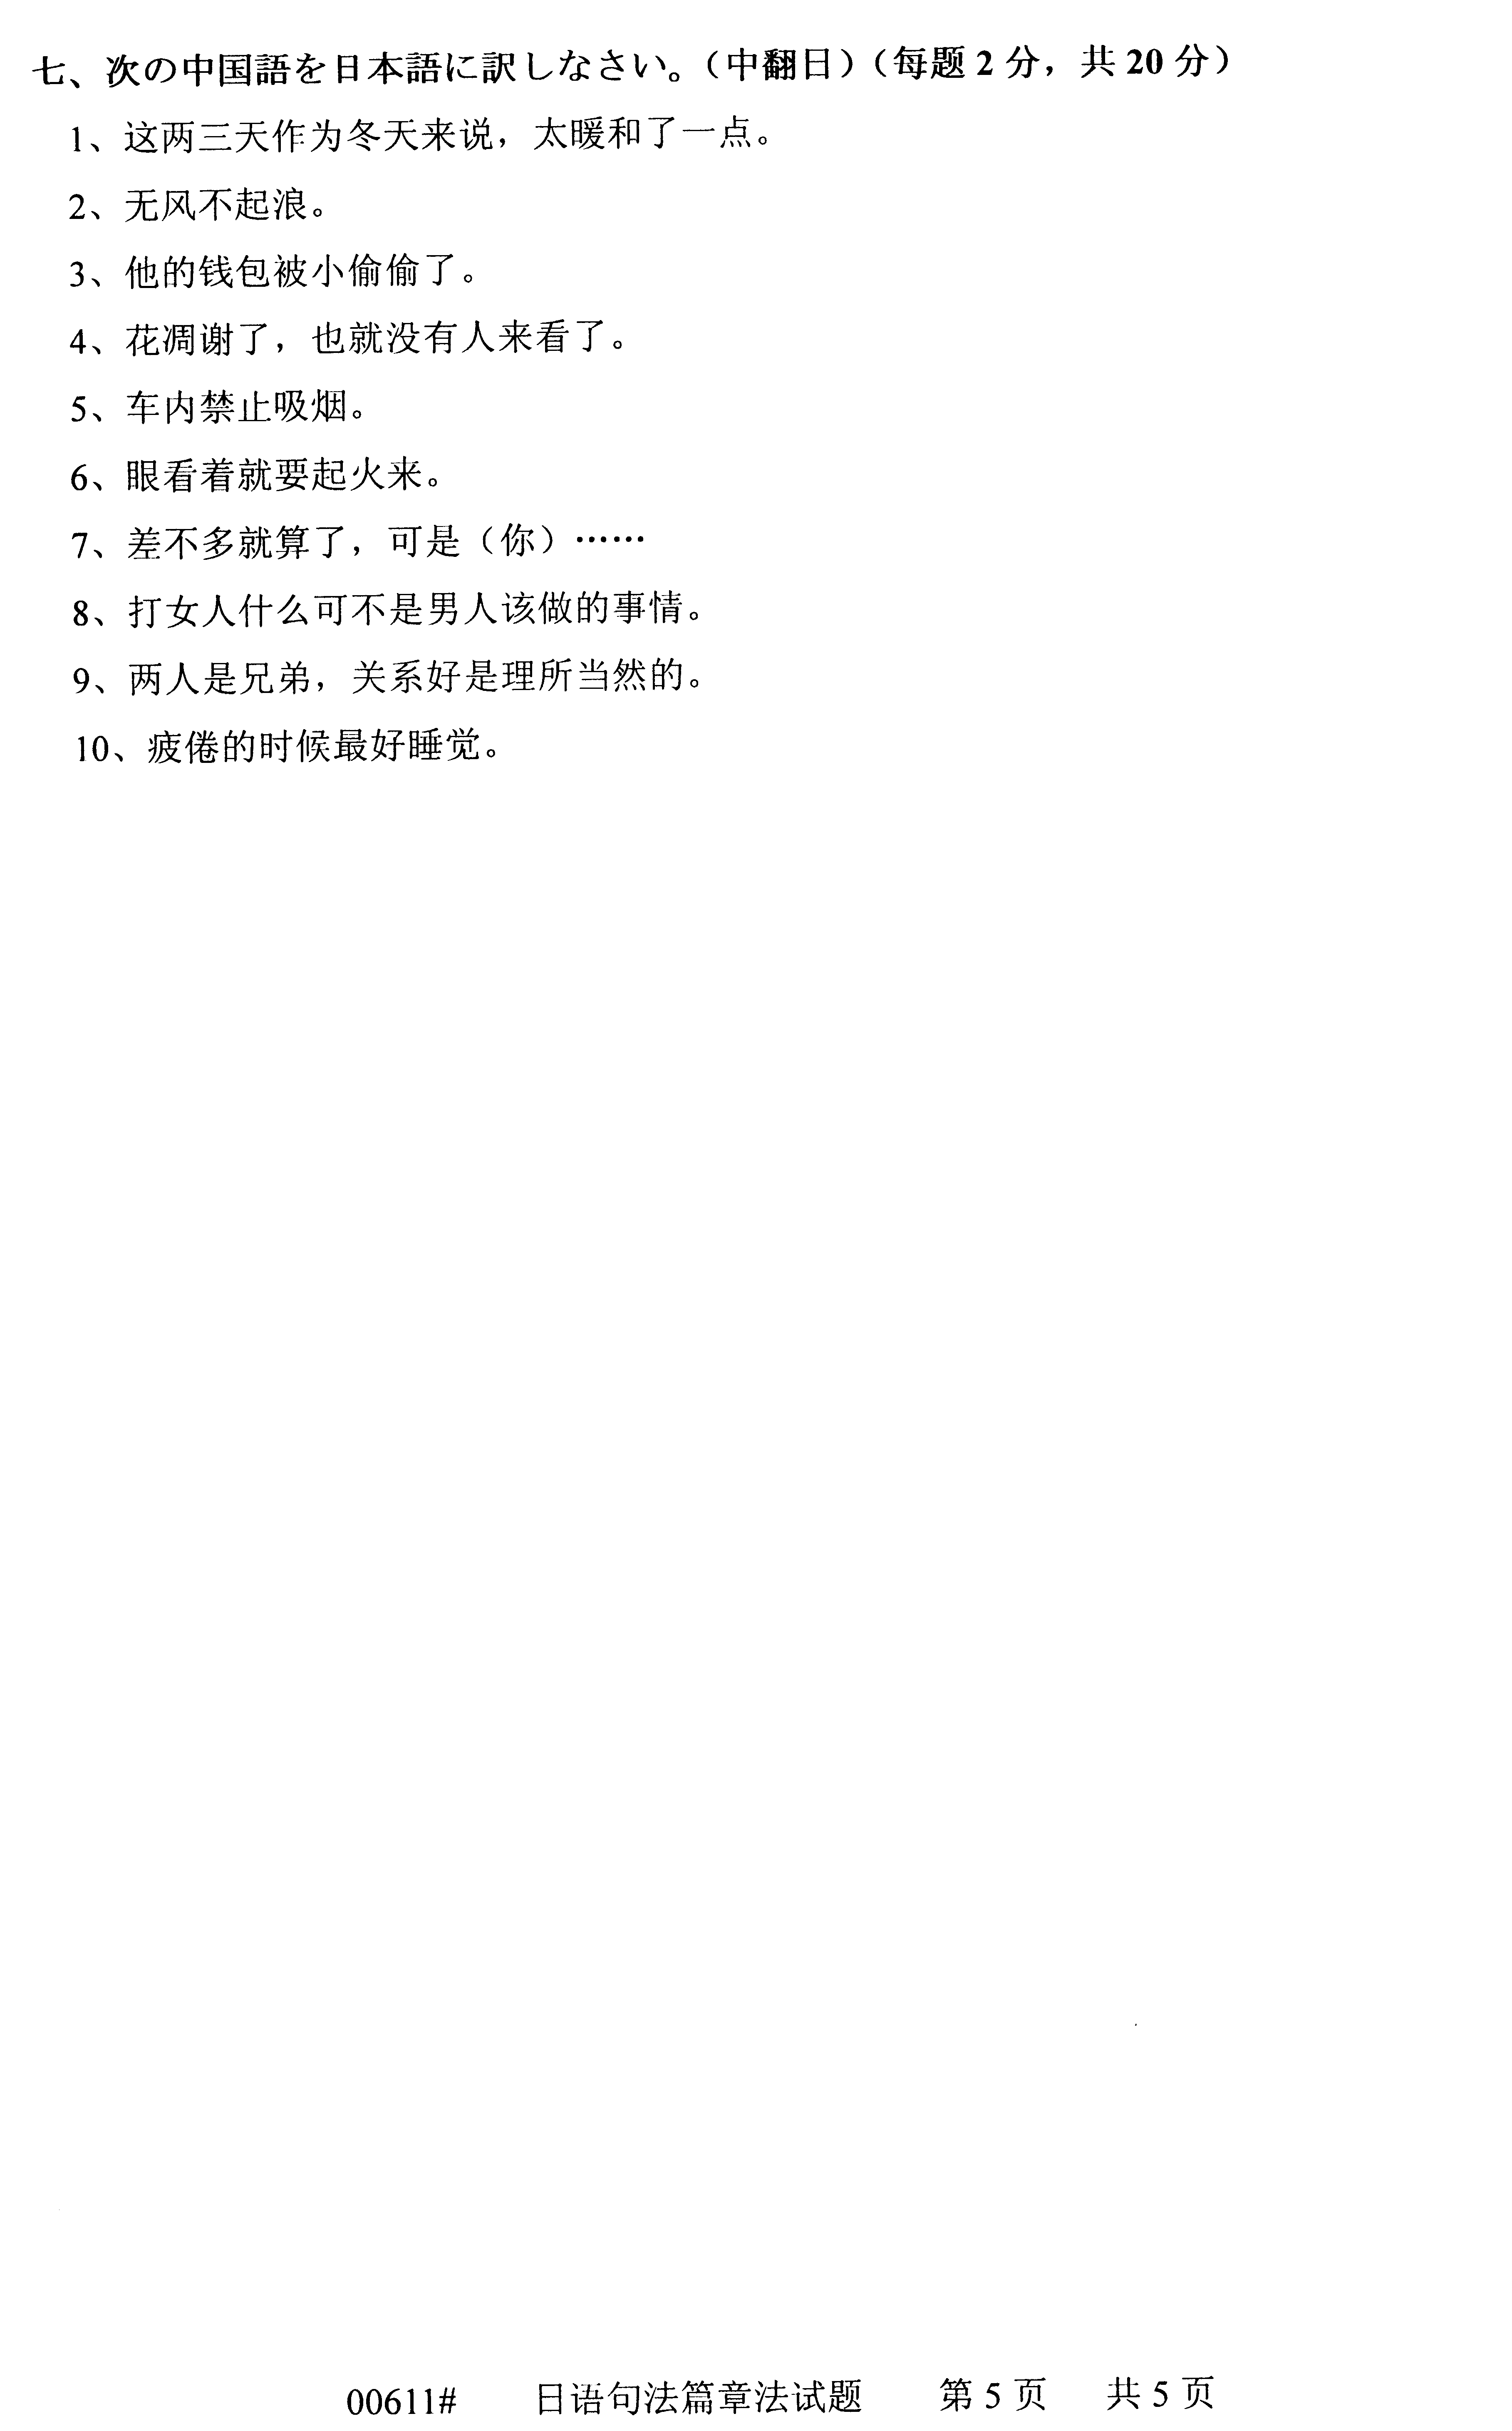 七、次の中国語を日本語に訳しなさい。（中翻日）（每题 2 分，共 20 分）
1、这两三天作为冬天来说，太暖和了一点。
2、无风不起浪。
3、他的钱包被小偷偷了。
4、花凋谢了，也就没有人来看了。
5、车内禁止吸烟。
6、眼看着就要起火来。
7、差不多就算了，可是（你）……
8、打女人什么可不是男人该做的事情。
9、两人是兄弟，关系好是理所当然的。
10、疲倦的时候最好睡觉。
00611# 日语句法篇章法试题 第 5 页 共 5 页